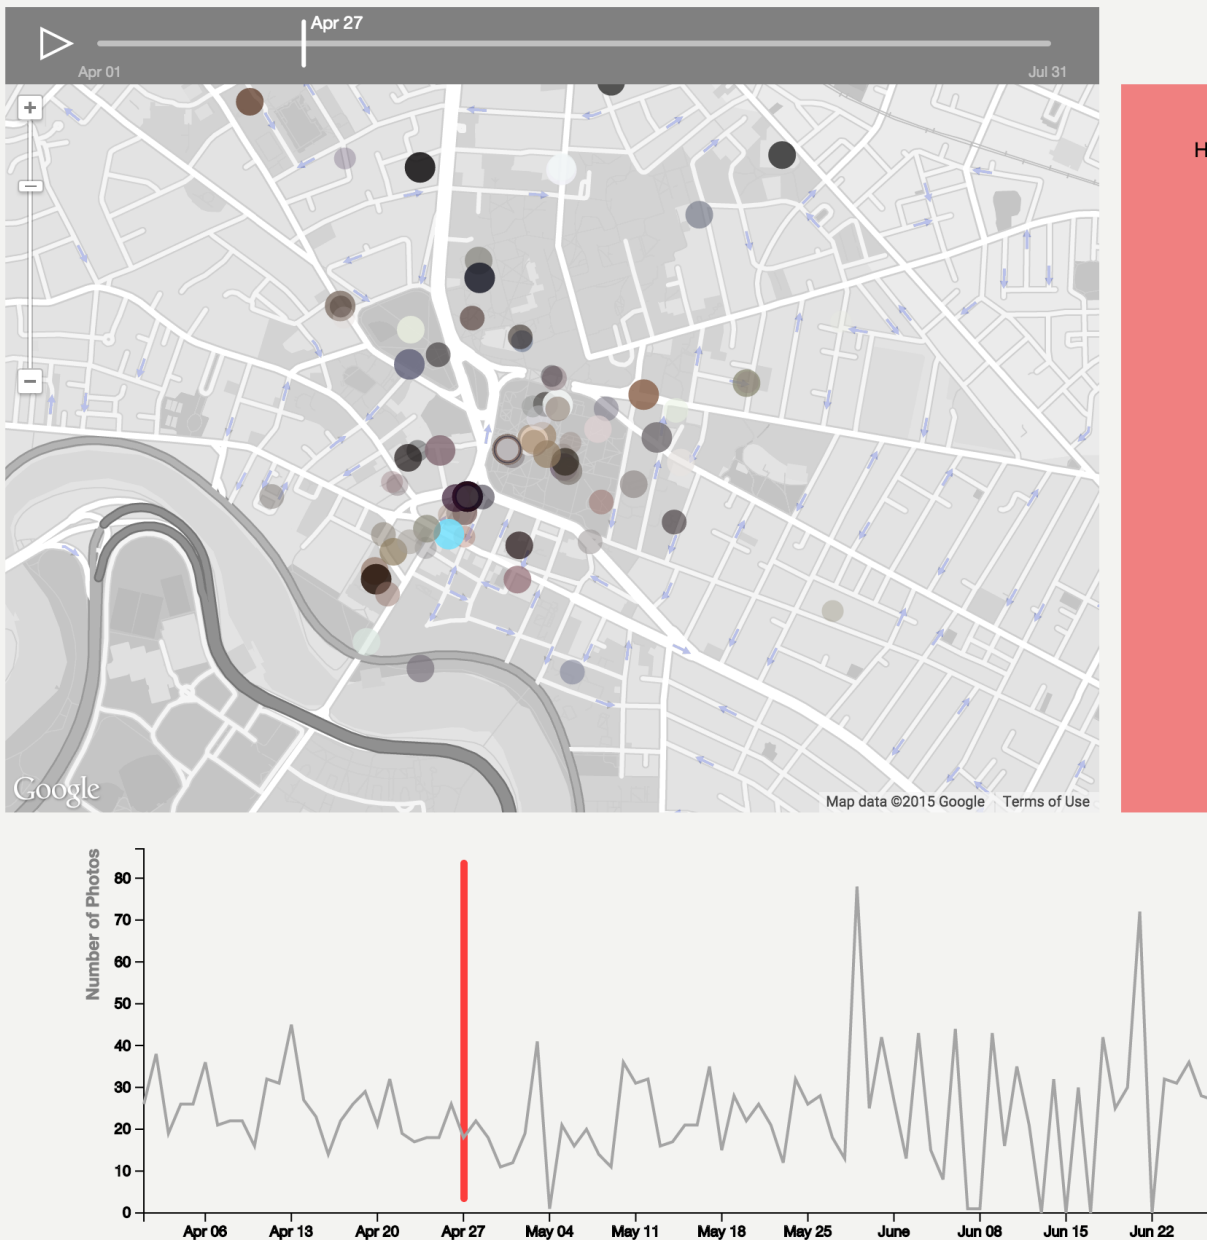 Apr 27
Apr 01
Jul 31
+
−
−
H
Google
Map data ©2015 Google
Terms of Use
Number of Photos
80
70
60
50
40
30
20
10
0
Apr 06
Apr 13
Apr 20
Apr 27
May 04
May 11
May 18
May 25
June
Jun 08
Jun 15
Jun 22